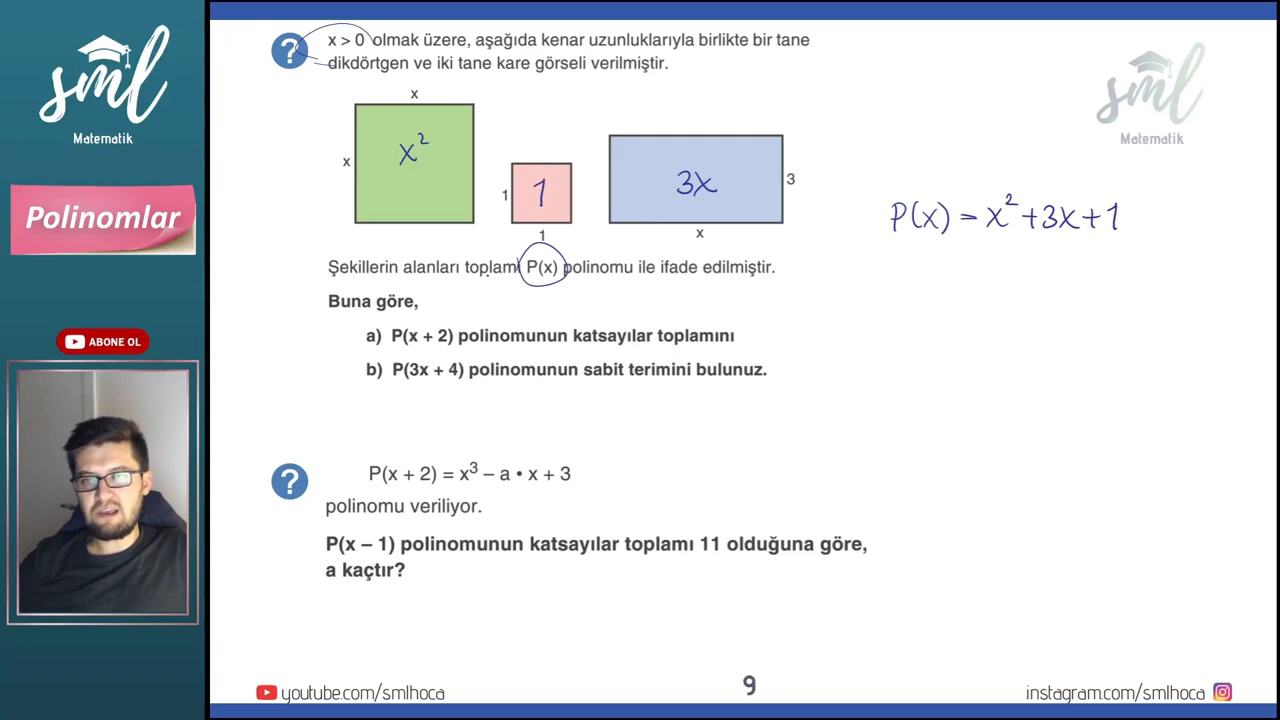 sml
Matematik
Polinomlar
ABONE OL
? x > 0 olmak üzere, aşağıda kenar uzunluklarıyla birlikte bir tane
dikdörtgen ve iki tane kare görseli verilmiştir.
x
x
x²
1
1
1
3x
3
x
P(x) = x² + 3x + 1
Şekillerin alanları toplamı P(x) polinomu ile ifade edilmiştir.
Buna göre,
a) P(x + 2) polinomunun katsayılar toplamını
b) P(3x + 4) polinomunun sabit terimini bulunuz.
? P(x + 2) = x³ – a • x + 3
polinomu veriliyor.
P(x – 1) polinomunun katsayılar toplamı 11 olduğuna göre,
a kaçtır?
sml
Matematik
youtube.com/smlhoca
9
instagram.com/smlhoca